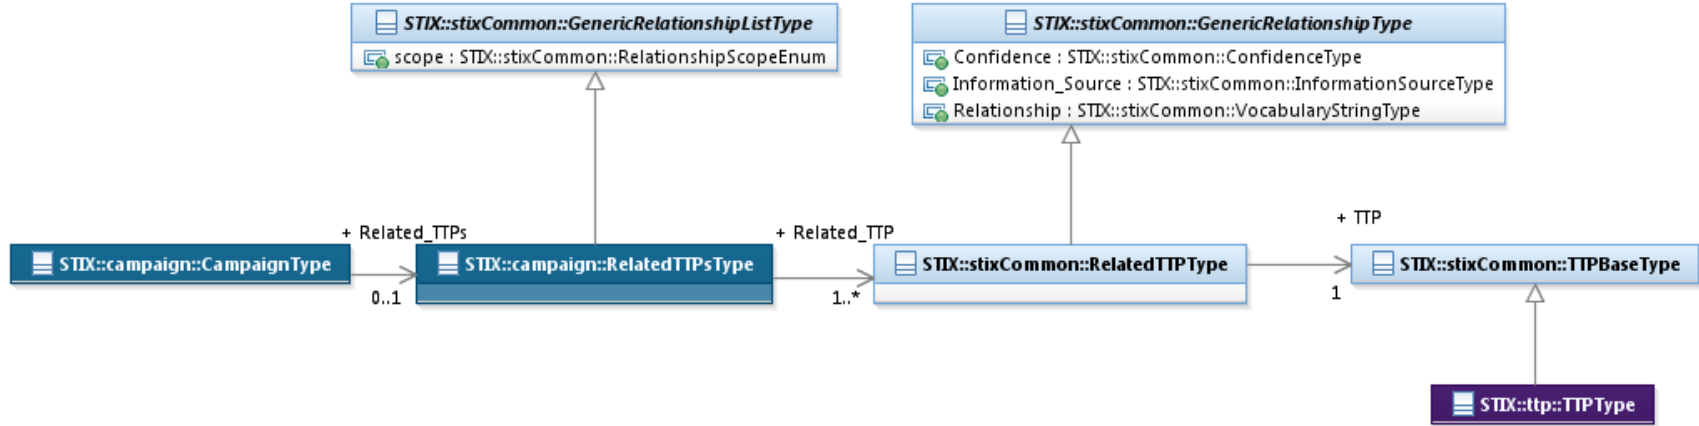 STIX::stixCommon::GenericRelationshipListType
scope : STIX::stixCommon::RelationshipScopeEnum
STIX::stixCommon::GenericRelationshipType
Confidence : STIX::stixCommon::ConfidenceType
Information_Source : STIX::stixCommon::InformationSourceType
Relationship : STIX::stixCommon::VocabularyStringType
STIX::campaign::CampaignType
+ Related_TTPs
0..1
STIX::campaign::RelatedTTPsType
+ Related_TTP
1..*
STIX::stixCommon::RelatedTTPType
+ TTP
1
STIX::stixCommon::TTPBaseType
STIX::ttp::TTPType